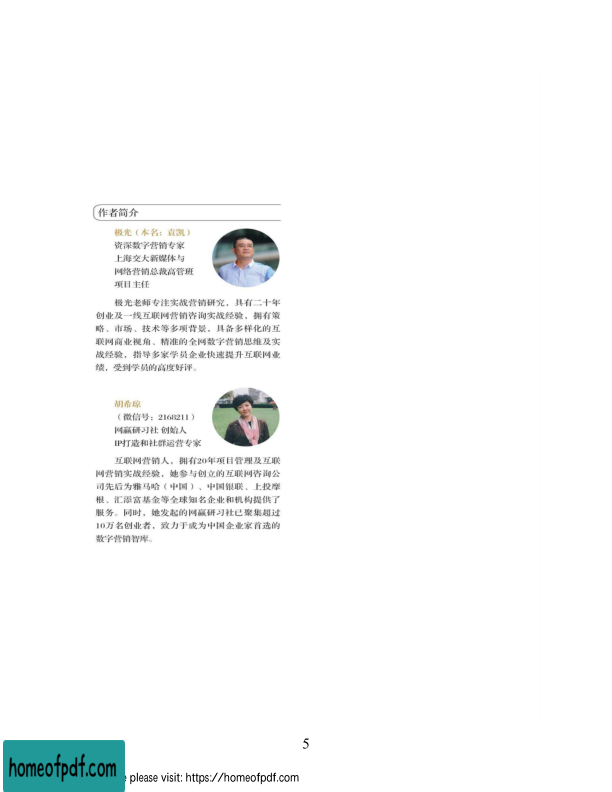 作者简介
极光（本名：袁凯）
资深数字营销专家
上海交大新媒体与
网络营销总裁高管班
项目主任
极光老师专注实战营销研究，具有二十年
创业及一线互联网营销咨询实战经验，拥有策
略、市场、技术等多项背景，具备多样化的互
联网商业视角、精准的全网数字营销思维及实
战经验，指导多家学员企业快速提升互联网业
绩，受到学员的高度好评。
胡希琼
（微信号：2168211）
网赢研习社 创始人
IP打造和社群运营专家
互联网营销人，拥有20年项目管理及互联
网营销实战经验，她参与创立的互联网咨询公
司先后为雅马哈（中国）、中国银联、上投摩
根、汇添富基金等全球知名企业和机构提供了
服务。同时，她发起的网赢研习社已聚集超过
10万名创业者，致力于成为中国企业家首选的
数字营销智库。
5
homeofpdf.com
please visit: https://homeofpdf.com